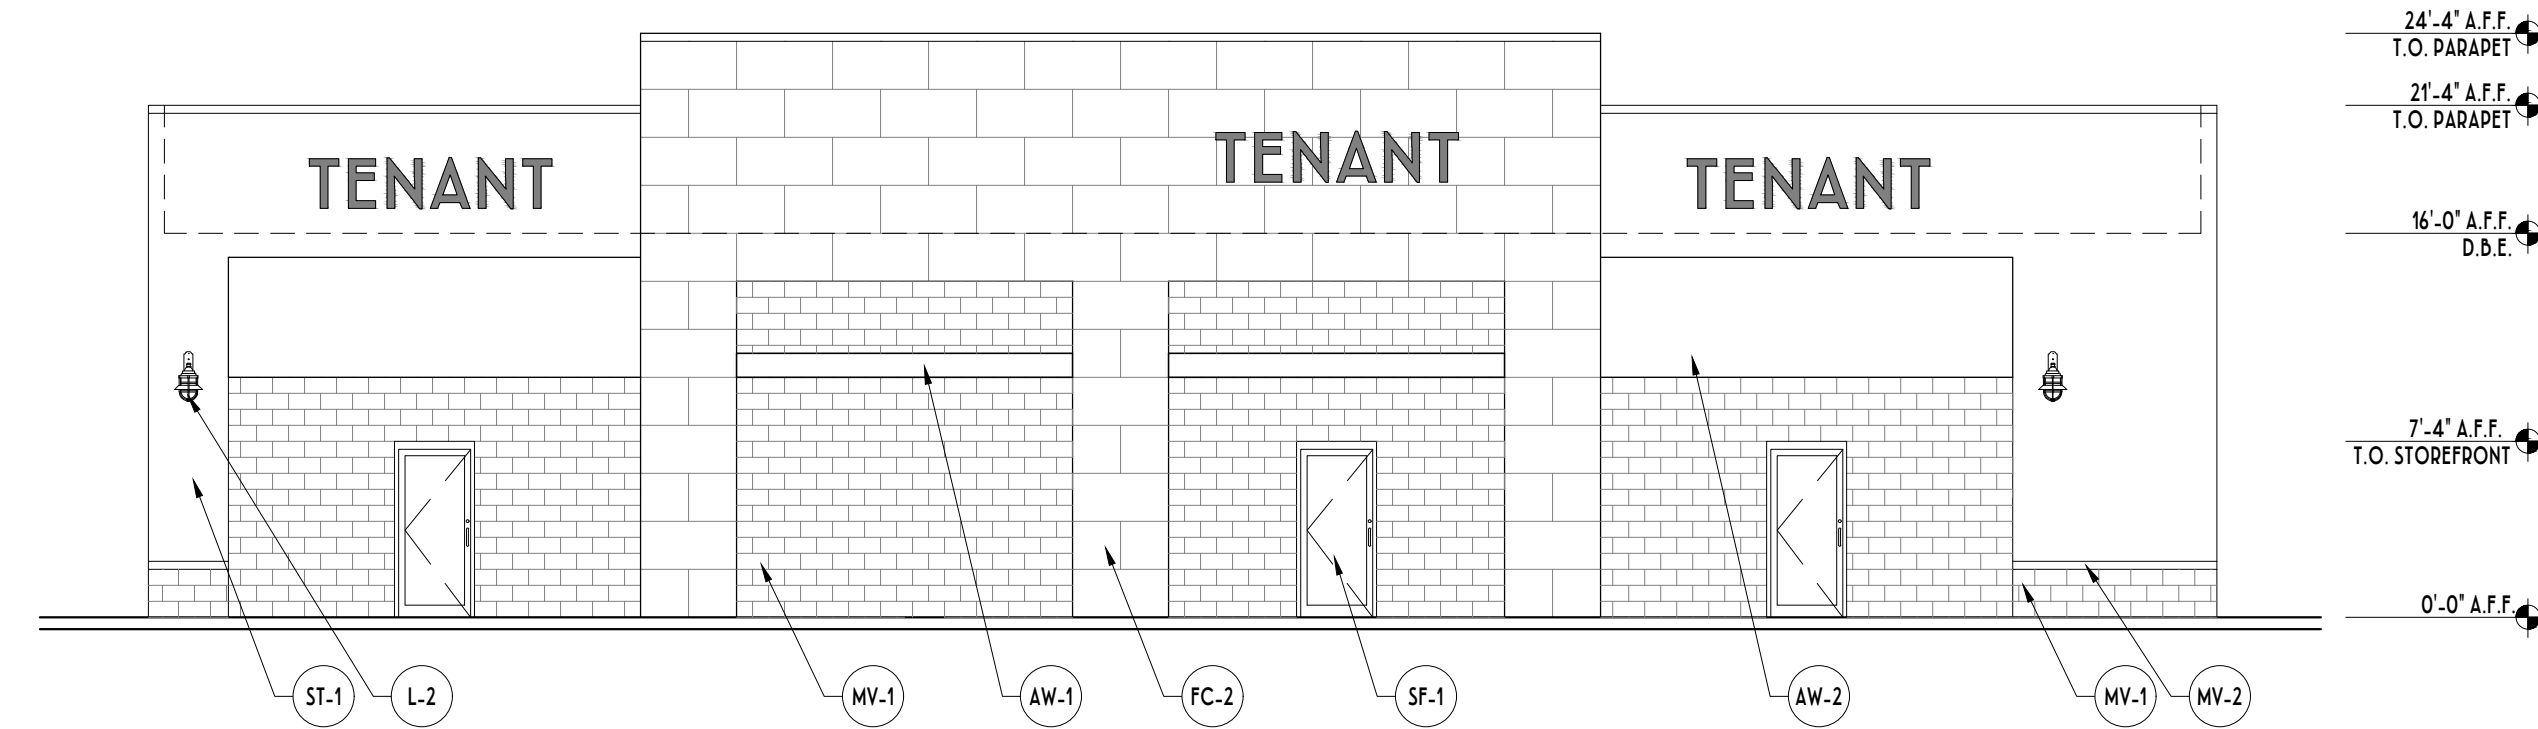 24'-4" A.F.F.
T.O. PARAPET
21'-4" A.F.F.
T.O. PARAPET
TENANT
TENANT
TENANT
16'-0" A.F.F.
D.B.E.
7'-4" A.F.F.
T.O. STOREFRONT
0'-0" A.F.F.
ST-1
L-2
MV-1
AW-1
FC-2
SF-1
AW-2
MV-1
MV-2